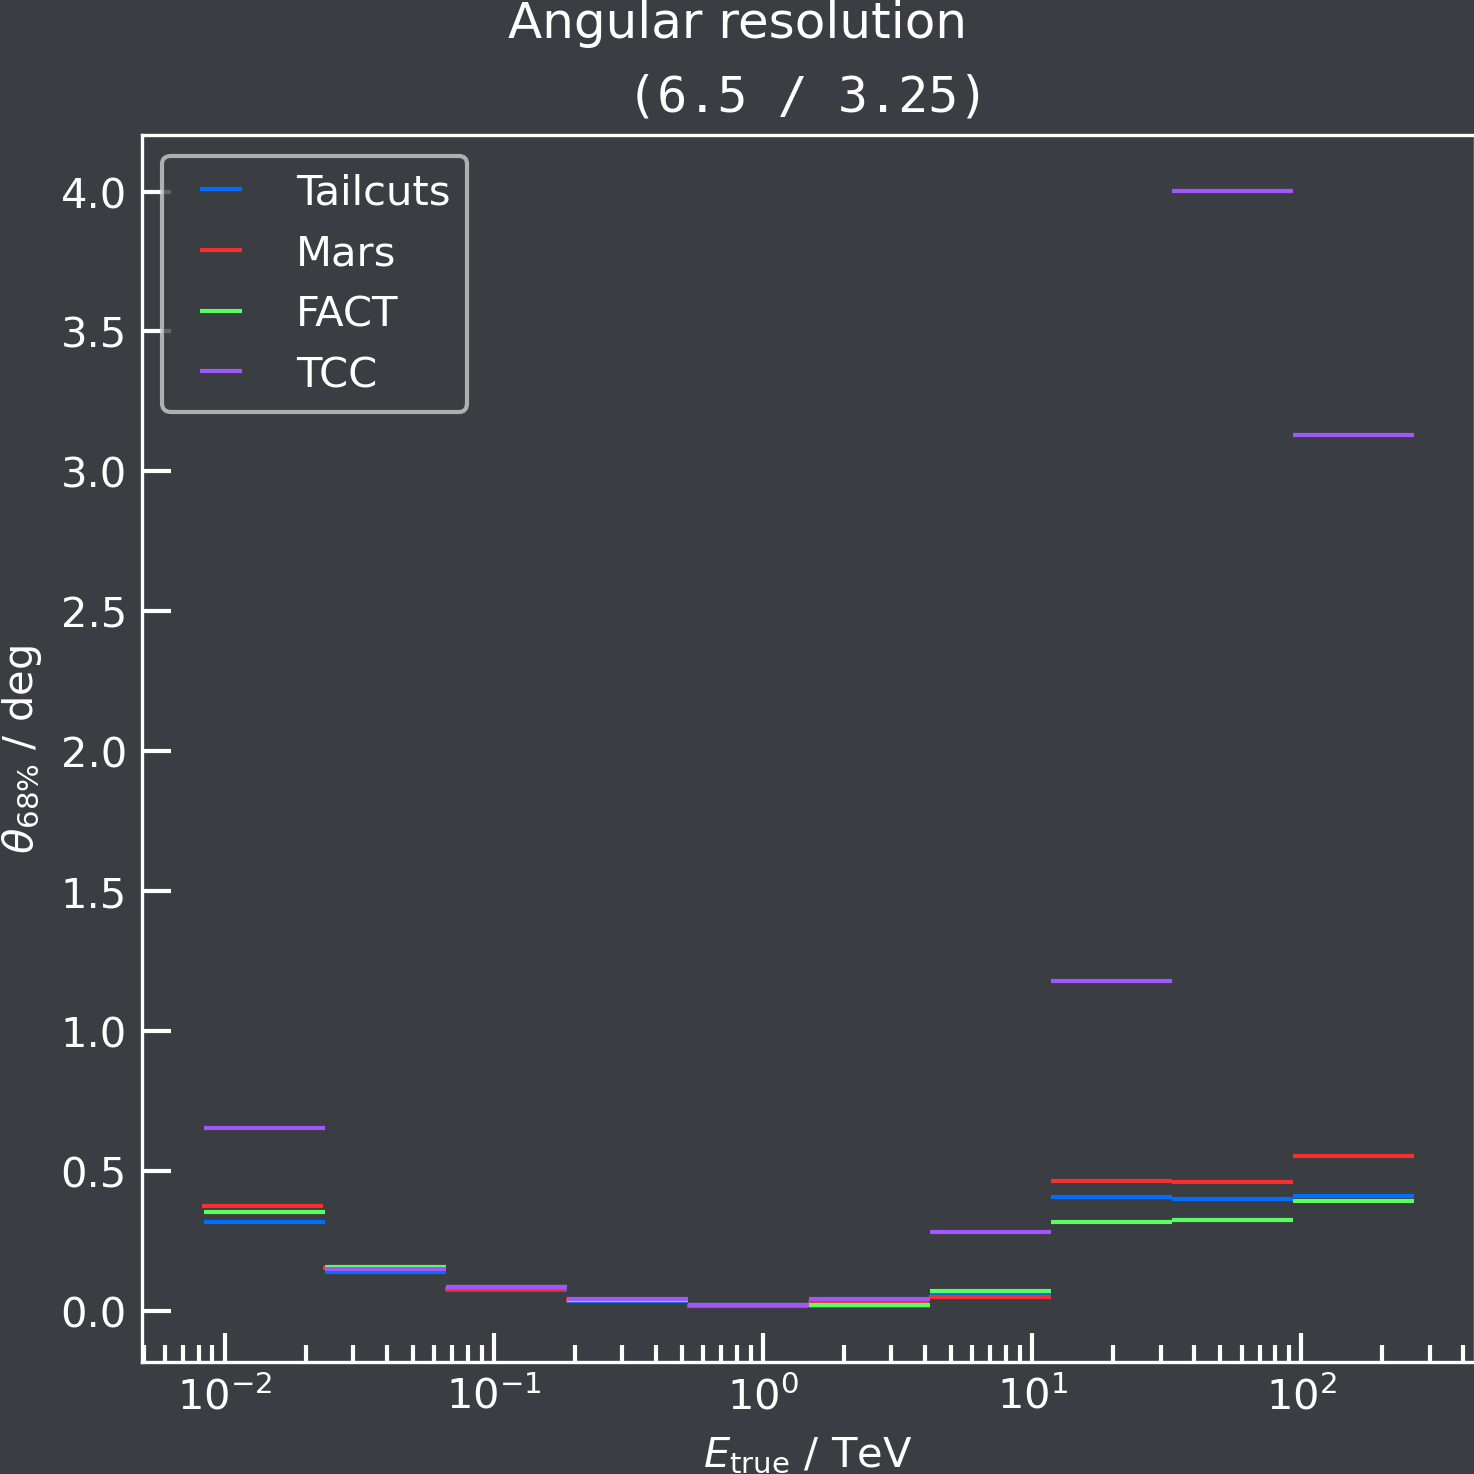 Angular resolution
(6.5 / 3.25)
Tailcuts
Mars
FACT
TCC
4.0
3.5
3.0
2.5
2.0
1.5
1.0
0.5
0.0
θ68% / deg
10⁻² 10⁻¹ 10⁰ 10¹ 10²
Etrue / TeV